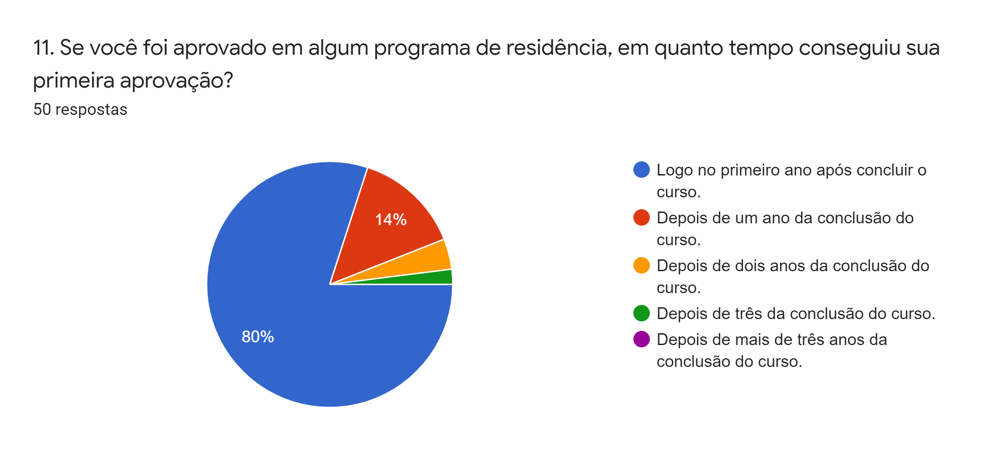 11. Se você foi aprovado em algum programa de residência, em quanto tempo conseguiu sua
primeira aprovação?
50 respostas
14%
80%
Logo no primeiro ano após concluir o
curso.
Depois de um ano da conclusão do
curso.
Depois de dois anos da conclusão do
curso.
Depois de três da conclusão do curso.
Depois de mais de três anos da
conclusão do curso.